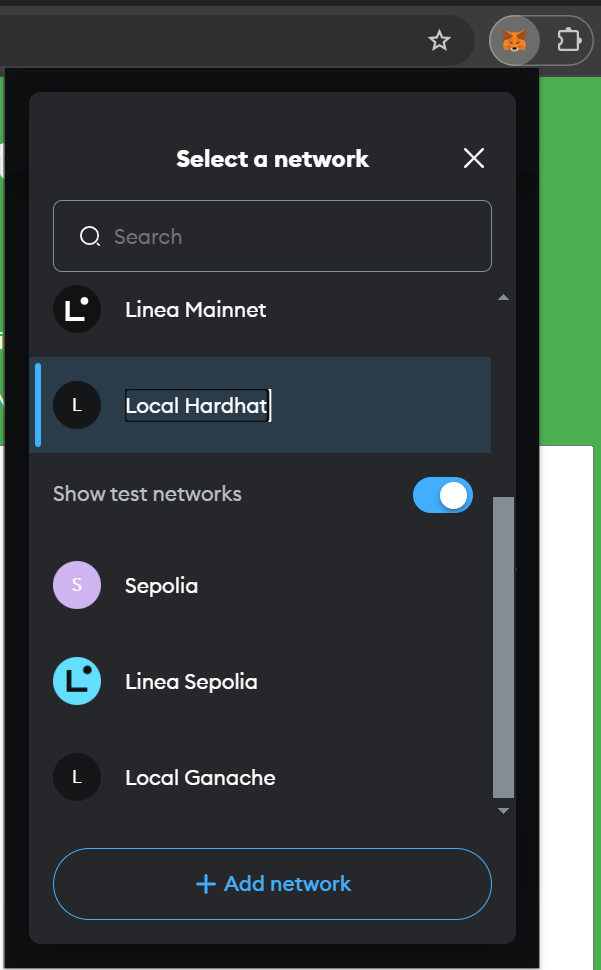 Select a network
Search
Linea Mainnet
L
Local Hardhat
Show test networks
S
Sepolia
Linea Sepolia
L
Local Ganache
+ Add network